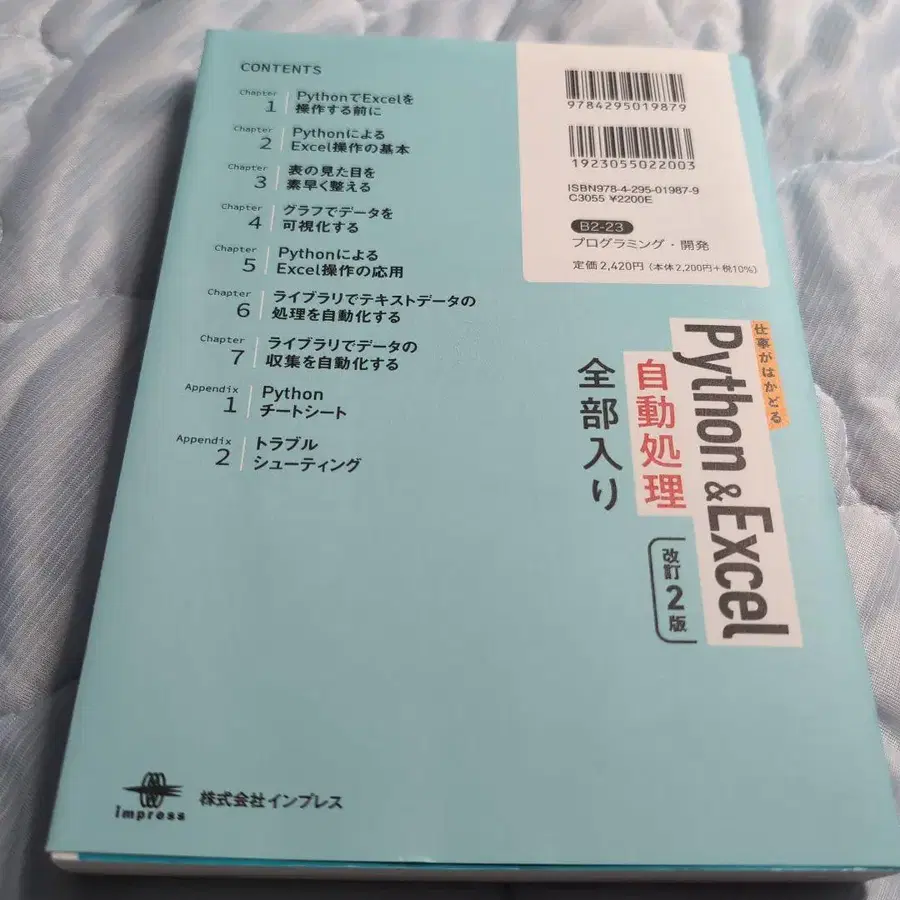 CONTENTS
Chapter 1 PythonでExcelを
操作する前に
Chapter 2 Pythonによる
Excel操作の基本
Chapter 3 表の見た目を
素早く整える
Chapter 4 グラフでデータを
可視化する
Chapter 5 Pythonによる
Excel操作の応用
Chapter 6 ライブラリでテキストデータの
処理を自動化する
Chapter 7 ライブラリでデータの
収集を自動化する
Appendix 1 Python
チートシート
Appendix 2 トラブル
シューティング
9784295019879
1923055022003
ISBN978-4-295-01987-9
C3055 ¥2200E
B2-23
プログラミング・開発
定価2,420円(本体2,200円+税10%)
仕事がはかどる
Python & Excel
自動処理
全部入り
改訂2版
impress
株式会社インプレス